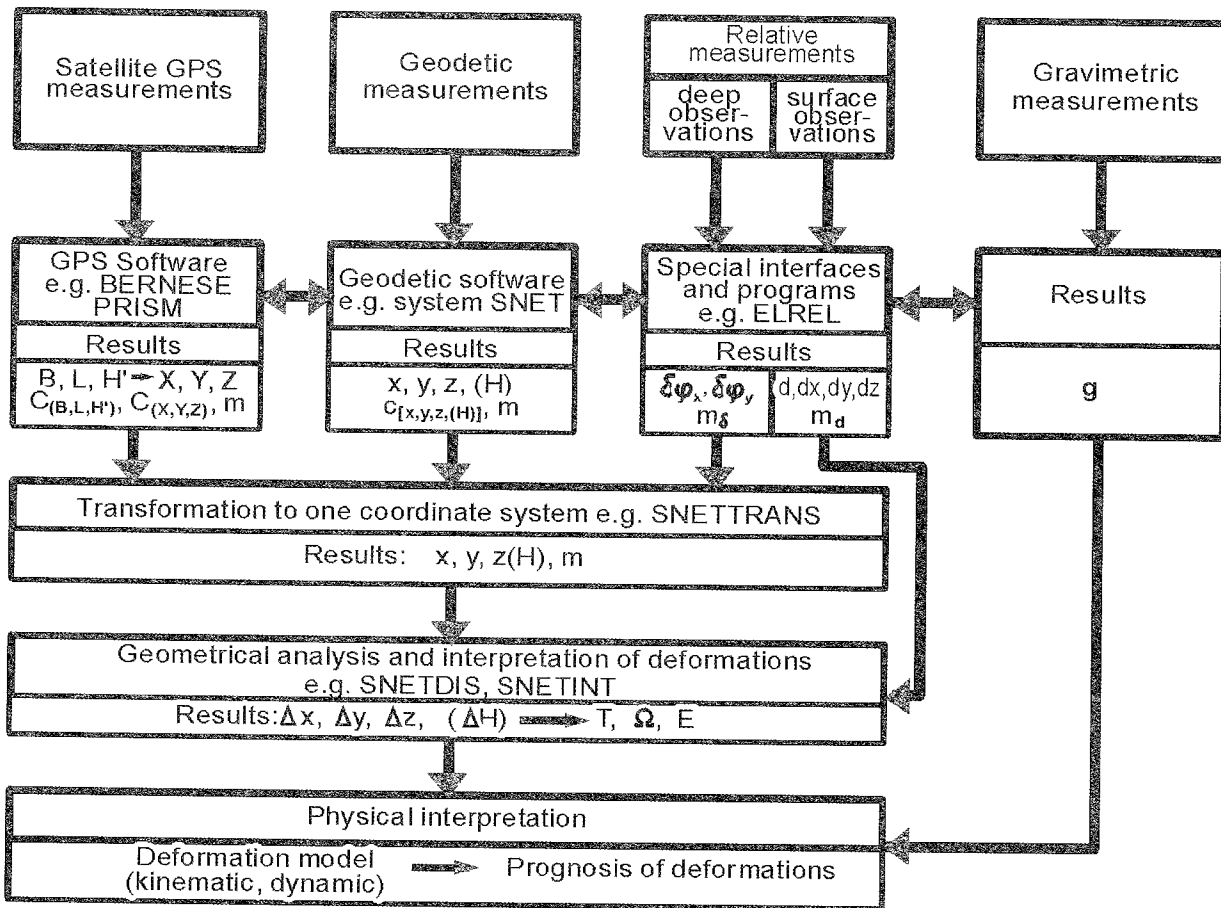 Satellite GPS
measurements
Geodetic
measurements
Relative
measurements
deep
obser-
vations
surface
obser-
vations
Gravimetric
measurements
GPS Software
e.g. BERNESE
PRISM
Results
B, L, H' → X, Y, Z
C(B,L,H'), C(X,Y,Z), m
Geodetic software
e.g. system SNET
Results
x, y, z, (H)
C[x,y,z,(H)], m
Special interfaces
and programs
e.g. ELREL
Results
δφx, δφy
mδ
d,dx,dy,dz
md
Results
g
Transformation to one coordinate system e.g. SNETTRANS
Results: x, y, z(H), m
Geometrical analysis and interpretation of deformations
e.g. SNETDIS, SNETINT
Results:Δx, Δy, Δz, (ΔH) → T, Ω, E
Physical interpretation
Deformation model → Prognosis of deformations
(kinematic, dynamic)